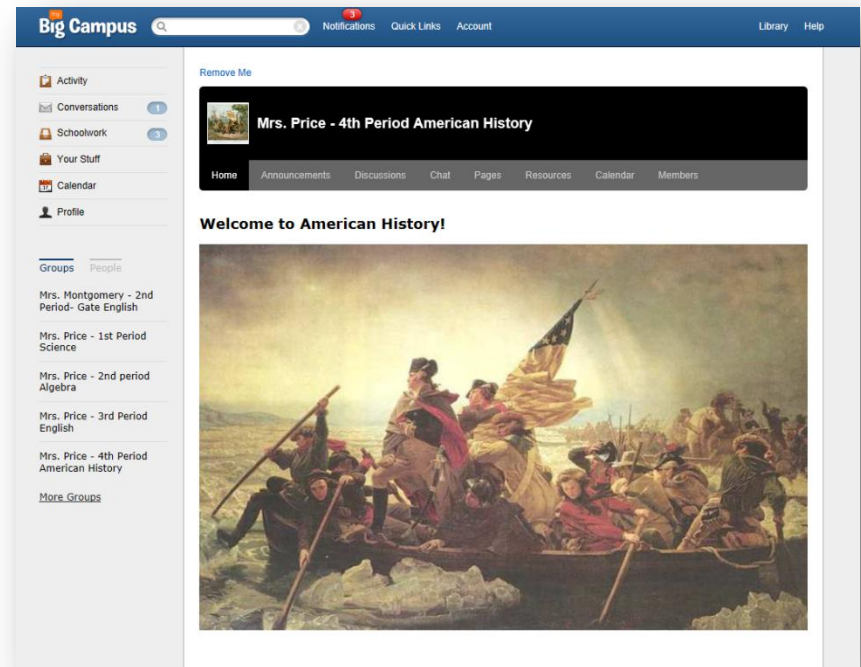 my
Big Campus
3
Notifications
Quick Links
Account
Library
Help
Activity
Conversations 1
Schoolwork 3
Your Stuff
Calendar
Profile
Groups People
Mrs. Montgomery - 2nd
Period- Gate English
Mrs. Price - 1st Period
Science
Mrs. Price - 2nd period
Algebra
Mrs. Price - 3rd Period
English
Mrs. Price - 4th Period
American History
More Groups
Remove Me
Mrs. Price - 4th Period American History
Home Announcements Discussions Chat Pages Resources Calendar Members
Welcome to American History!